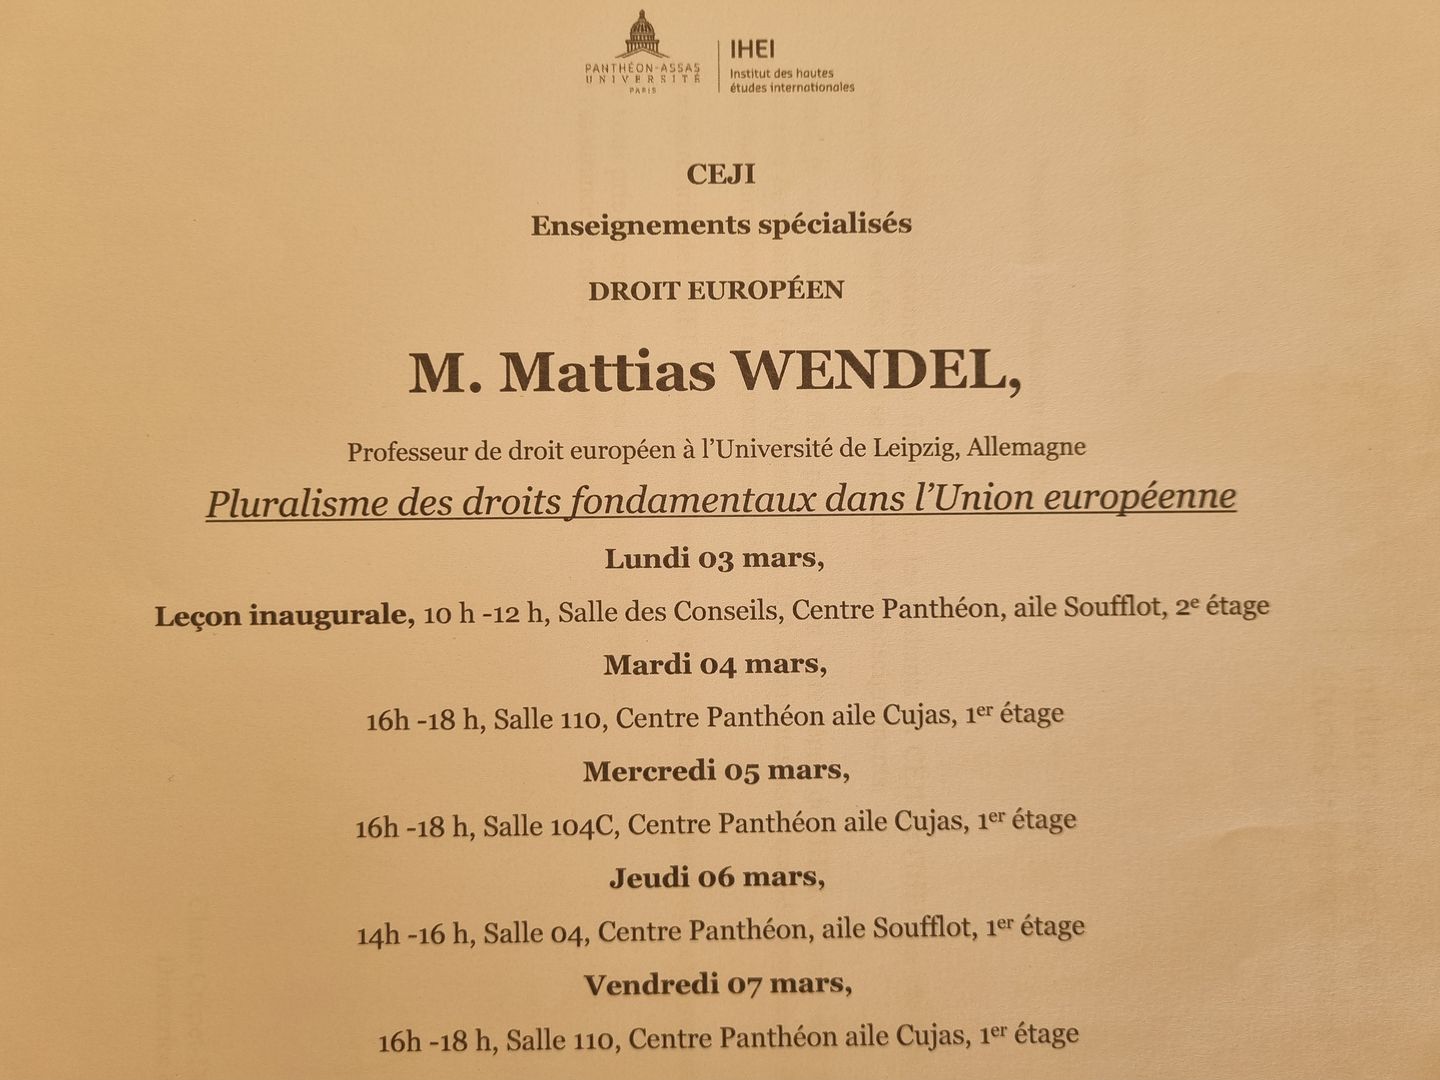 PANTHÉON-ASSAS
UNIVERSITÉ
PARIS
IHEI
Institut des hautes
études internationales
CEJI
Enseignements spécialisés
DROIT EUROPÉEN
M. Mattias WENDEL,
Professeur de droit européen à l'Université de Leipzig, Allemagne
Pluralisme des droits fondamentaux dans l'Union européenne
Lundi 03 mars,
Leçon inaugurale, 10 h -12 h, Salle des Conseils, Centre Panthéon, aile Soufflot, 2e étage
Mardi 04 mars,
16h -18 h, Salle 110, Centre Panthéon aile Cujas, 1er étage
Mercredi 05 mars,
16h -18 h, Salle 104C, Centre Panthéon aile Cujas, 1er étage
Jeudi 06 mars,
14h -16 h, Salle 04, Centre Panthéon, aile Soufflot, 1er étage
Vendredi 07 mars,
16h -18 h, Salle 110, Centre Panthéon aile Cujas, 1er étage